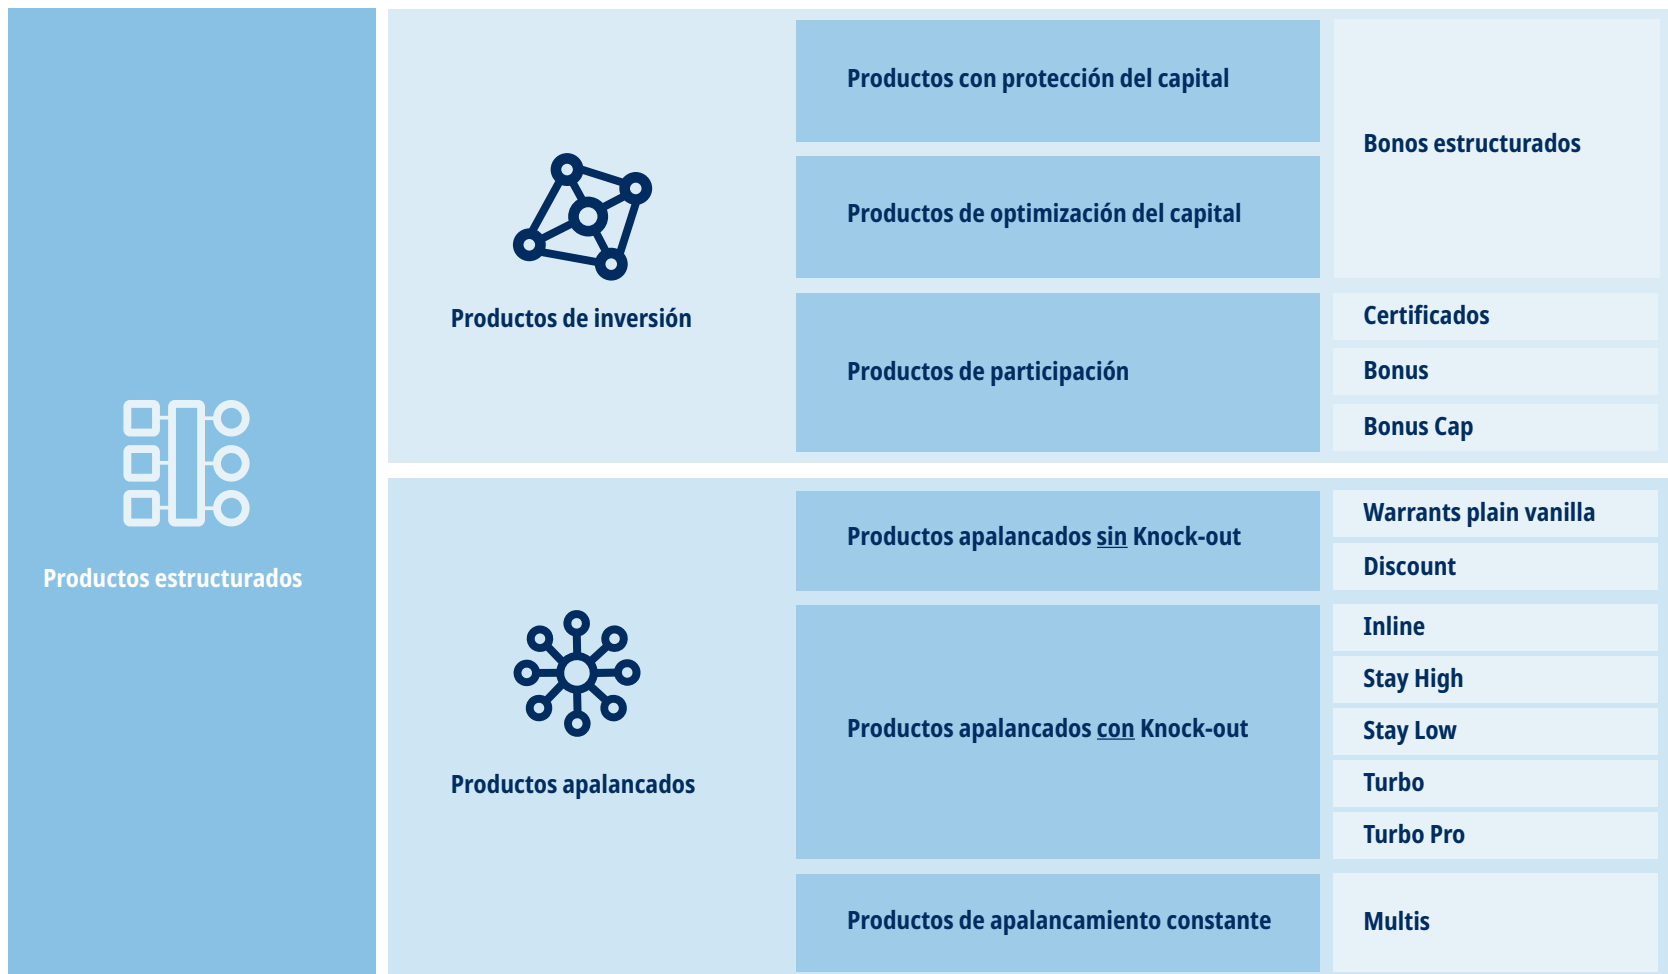 Productos estructurados
Productos de inversión
Productos con protección del capital
Productos de optimización del capital
Bonos estructurados
Productos de participación
Certificados
Bonus
Bonus Cap
Productos apalancados
Productos apalancados sin Knock-out
Warrants plain vanilla
Discount
Productos apalancados con Knock-out
Inline
Stay High
Stay Low
Turbo
Turbo Pro
Productos de apalancamiento constante
Multis